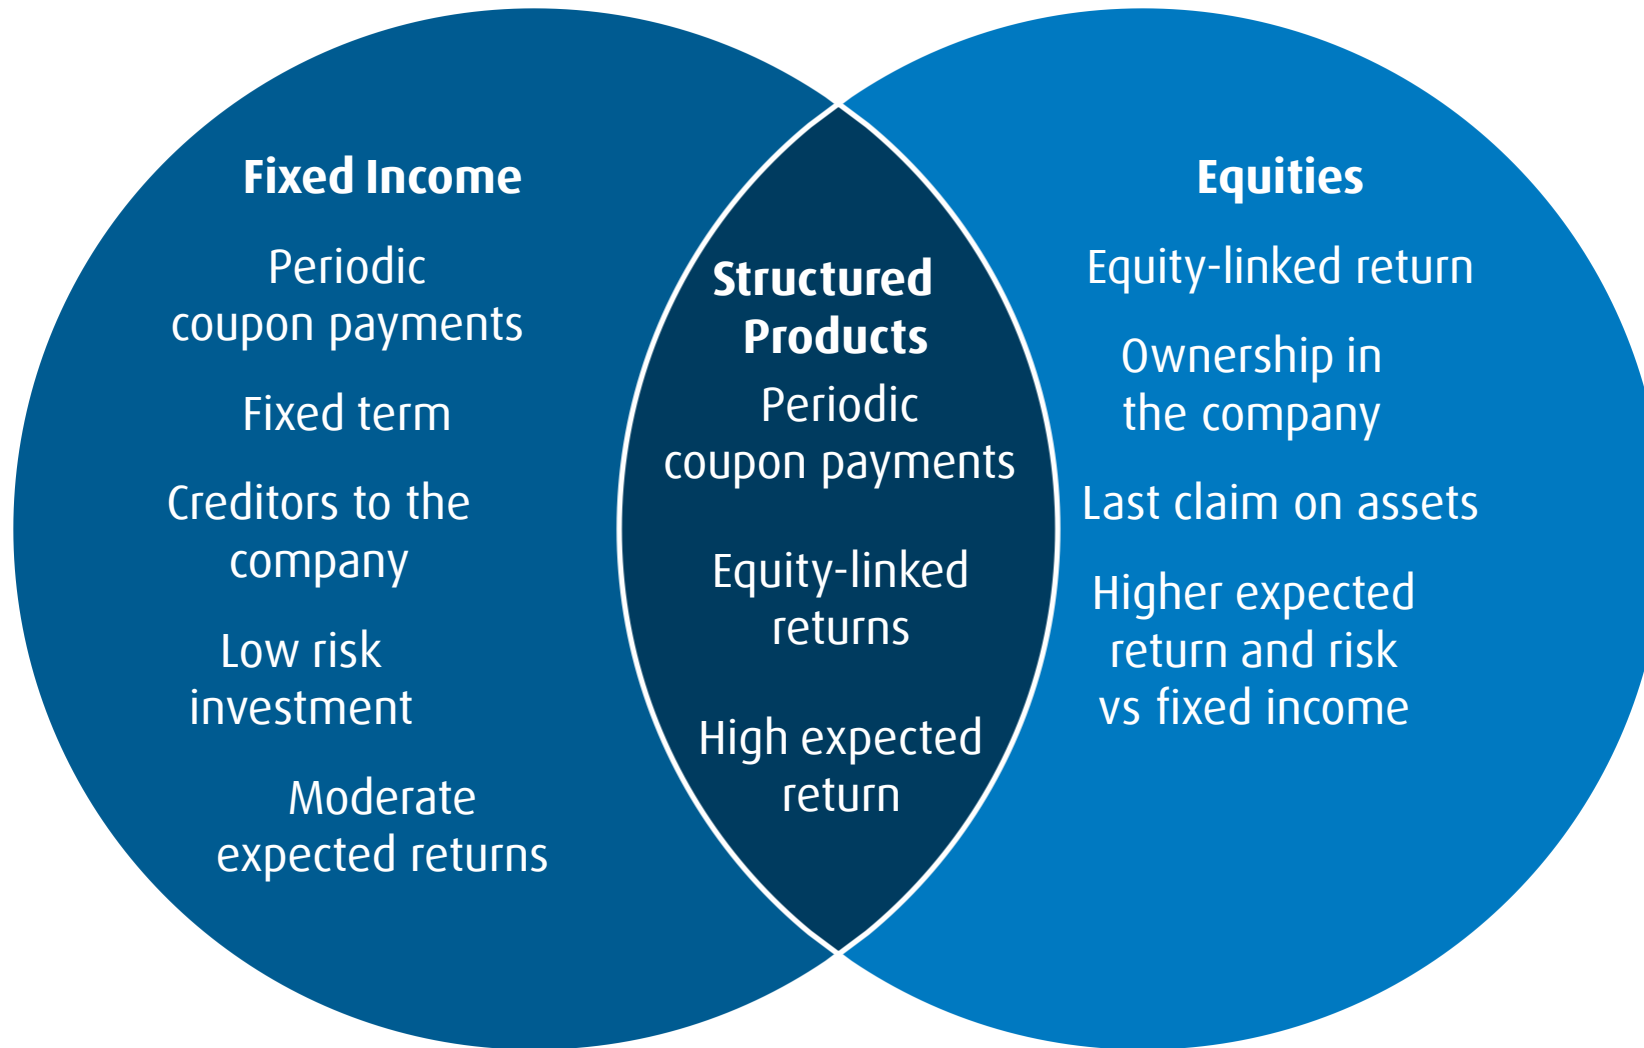 Fixed Income
Periodic
coupon payments
Fixed term
Creditors to the
company
Low risk
investment
Moderate
expected returns
Structured
Products
Periodic
coupon payments
Equity-linked
returns
High expected
return
Equities
Equity-linked return
Ownership in
the company
Last claim on assets
Higher expected
return and risk
vs fixed income